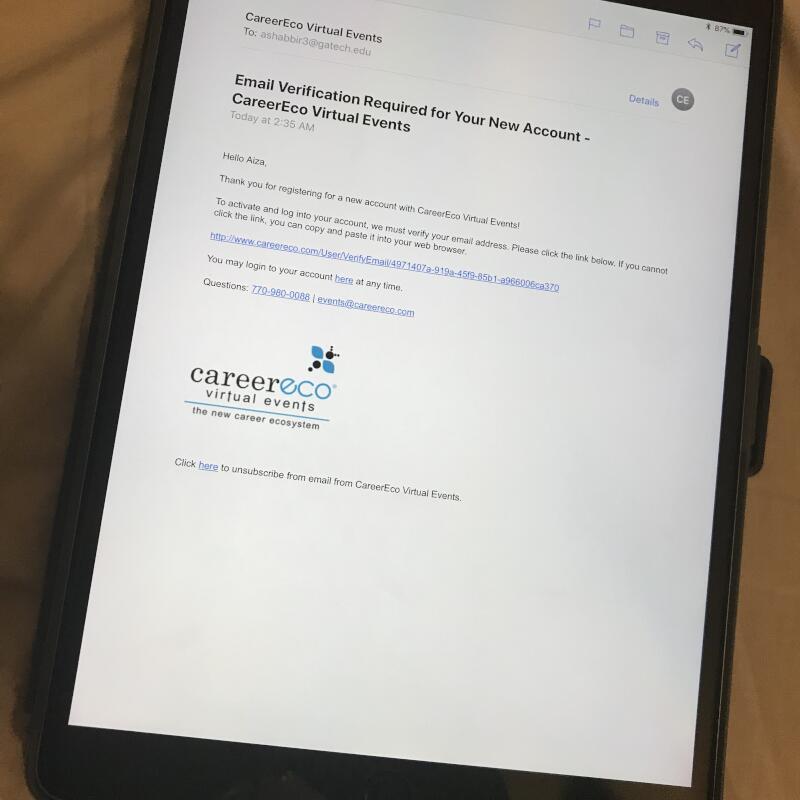 87%
CareerEco Virtual Events
To: ashabbir3@gatech.edu
Details
CE
Email Verification Required for Your New Account -
CareerEco Virtual Events
Today at 2:35 AM
Hello Aiza,
Thank you for registering for a new account with CareerEco Virtual Events!
To activate and log into your account, we must verify your email address. Please click the link below. If you cannot
click the link, you can copy and paste it into your web browser.
http://www.careereco.com/User/VerifyEmail/4971407a-919a-45f9-85b1-a966006ca370
You may login to your account here at any time.
Questions: 770-980-0088 | events@careereco.com
careereco®
virtual events
the new career ecosystem
Click here to unsubscribe from email from CareerEco Virtual Events.